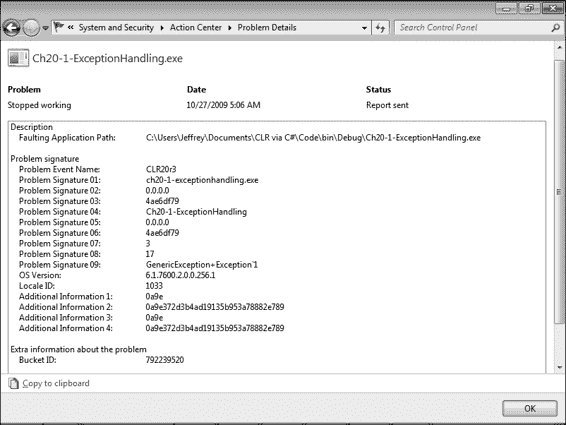 « System and Security ▸ Action Center ▸ Problem Details
Search Control Panel
Ch20-1-ExceptionHandling.exe
Problem Date Status
Stopped working 10/27/2009 5:06 AM Report sent
Description
Faulting Application Path: C:\Users\Jeffrey\Documents\CLR via C#\Code\bin\Debug\Ch20-1-ExceptionHandling.exe
Problem signature
Problem Event Name: CLR20r3
Problem Signature 01: ch20-1-exceptionhandling.exe
Problem Signature 02: 0.0.0.0
Problem Signature 03: 4ae6df79
Problem Signature 04: Ch20-1-ExceptionHandling
Problem Signature 05: 0.0.0.0
Problem Signature 06: 4ae6df79
Problem Signature 07: 3
Problem Signature 08: 17
Problem Signature 09: GenericException+Exception`1
OS Version: 6.1.7600.2.0.0.256.1
Locale ID: 1033
Additional Information 1: 0a9e
Additional Information 2: 0a9e372d3b4ad19135b953a78882e789
Additional Information 3: 0a9e
Additional Information 4: 0a9e372d3b4ad19135b953a78882e789
Extra information about the problem
Bucket ID: 792239520
Copy to clipboard
OK